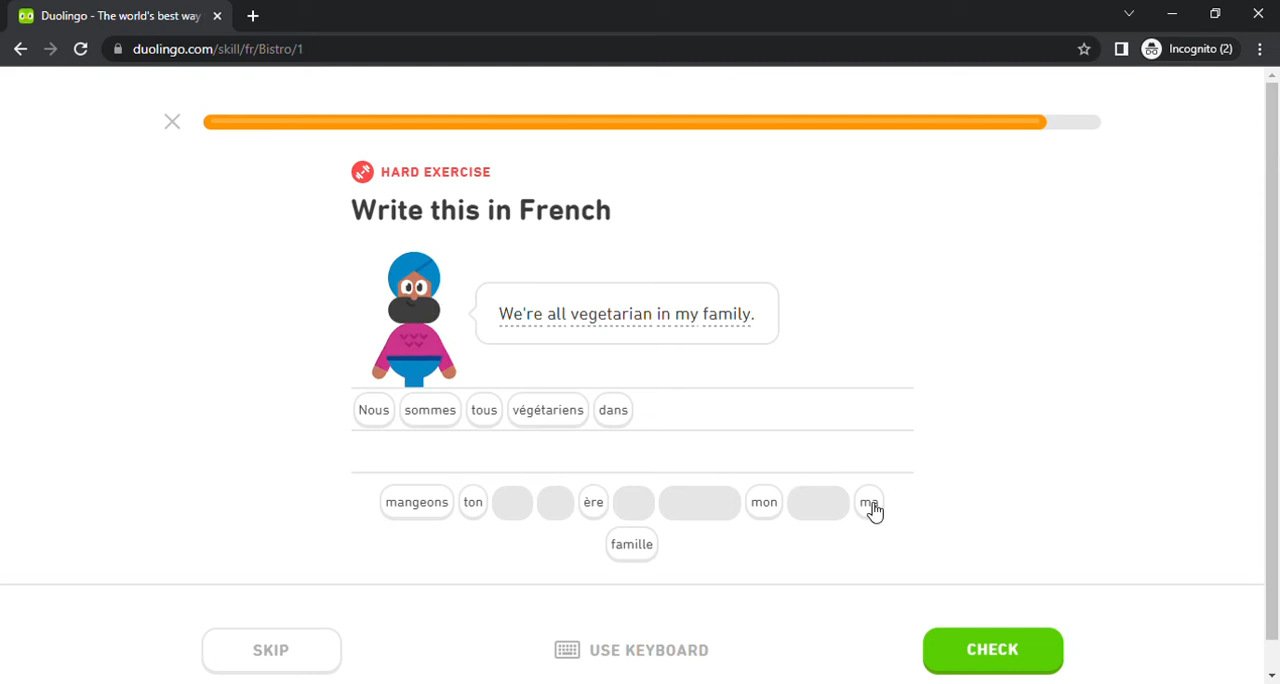 Duolingo - The world's best way
duolingo.com/skill/fr/Bistro/1
Incognito (2)
HARD EXERCISE
Write this in French
We're all vegetarian in my family.
Nous sommes tous végétariens dans
mangeons ton ère mon ma
famille
SKIP USE KEYBOARD CHECK